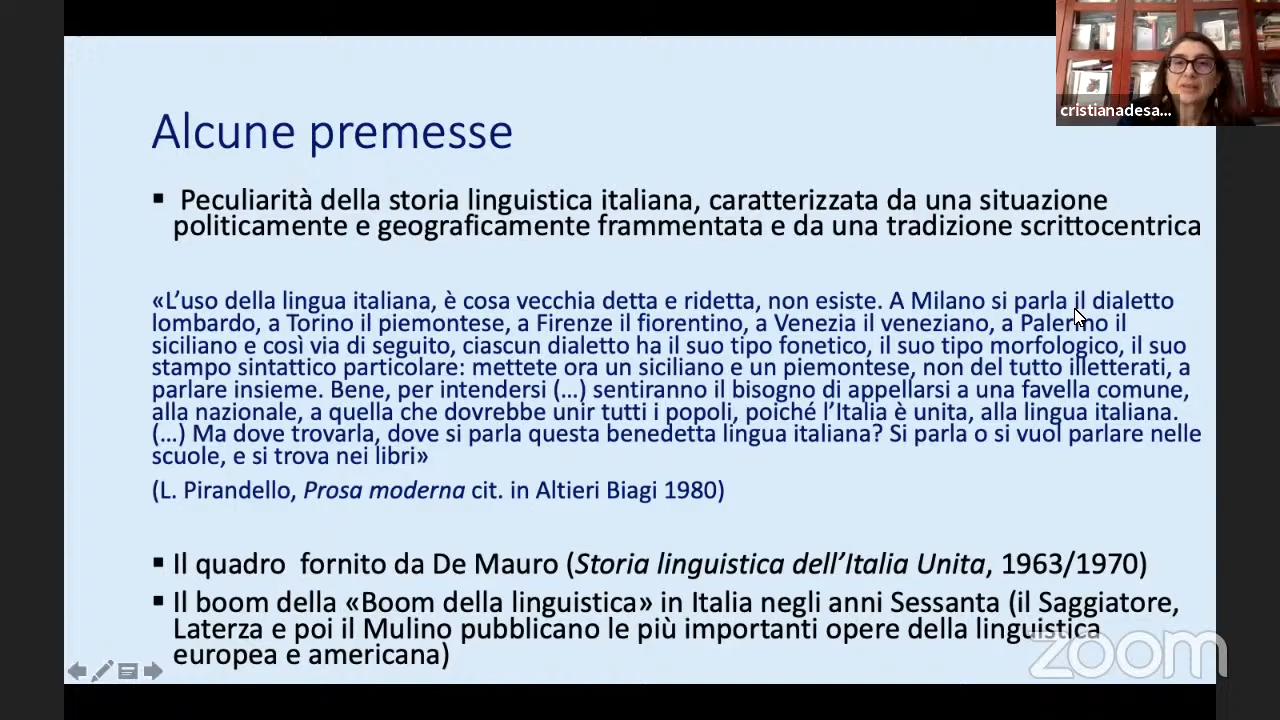 cristianadesa...
Alcune premesse
▪ Peculiarità della storia linguistica italiana, caratterizzata da una situazione
politicamente e geograficamente frammentata e da una tradizione scrittocentrica
«L’uso della lingua italiana, è cosa vecchia detta e ridetta, non esiste. A Milano si parla il dialetto
lombardo, a Torino il piemontese, a Firenze il fiorentino, a Venezia il veneziano, a Palermo il
siciliano e così via di seguito, ciascun dialetto ha il suo tipo fonetico, il suo tipo morfologico, il suo
stampo sintattico particolare: mettete ora un siciliano e un piemontese, non del tutto illetterati, a
parlare insieme. Bene, per intendersi (…) sentiranno il bisogno di appellarsi a una favella comune,
alla nazionale, a quella che dovrebbe unir tutti i popoli, poiché l’Italia è unita, alla lingua italiana.
(…) Ma dove trovarla, dove si parla questa benedetta lingua italiana? Si parla o si vuol parlare nelle
scuole, e si trova nei libri»
(L. Pirandello, Prosa moderna cit. in Altieri Biagi 1980)
▪ Il quadro fornito da De Mauro (Storia linguistica dell’Italia Unita, 1963/1970)
▪ Il boom della «Boom della linguistica» in Italia negli anni Sessanta (il Saggiatore,
Laterza e poi il Mulino pubblicano le più importanti opere della linguistica
europea e americana)
zoom